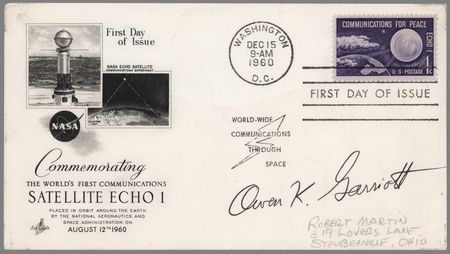 First Day
of Issue
NASA ECHO SATELLITE
COMMUNICATIONS EXPERIMENT
NASA
Commemorating
THE WORLD'S FIRST COMMUNICATIONS
SATELLITE ECHO I
PLACED IN ORBIT AROUND THE EARTH
BY THE NATIONAL AERONAUTICS AND
SPACE ADMINISTRATION ON
AUGUST 12TH 1960
ArtCraft
WASHINGTON
DEC 15
9-AM
1960
D.C.
COMMUNICATIONS FOR PEACE
ECHO I
U·S·POSTAGE
4¢
FIRST DAY OF ISSUE
WORLD-WIDE
COMMUNICATIONS
THROUGH
SPACE
Owen K. Garriott
ROBERT MARTIN
319 LOVERS LANE
STEUBENVILLE, OHIO